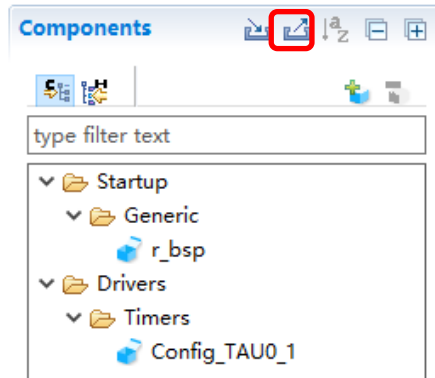 Components
type filter text
Startup
Generic
r_bsp
Drivers
Timers
Config_TAU0_1